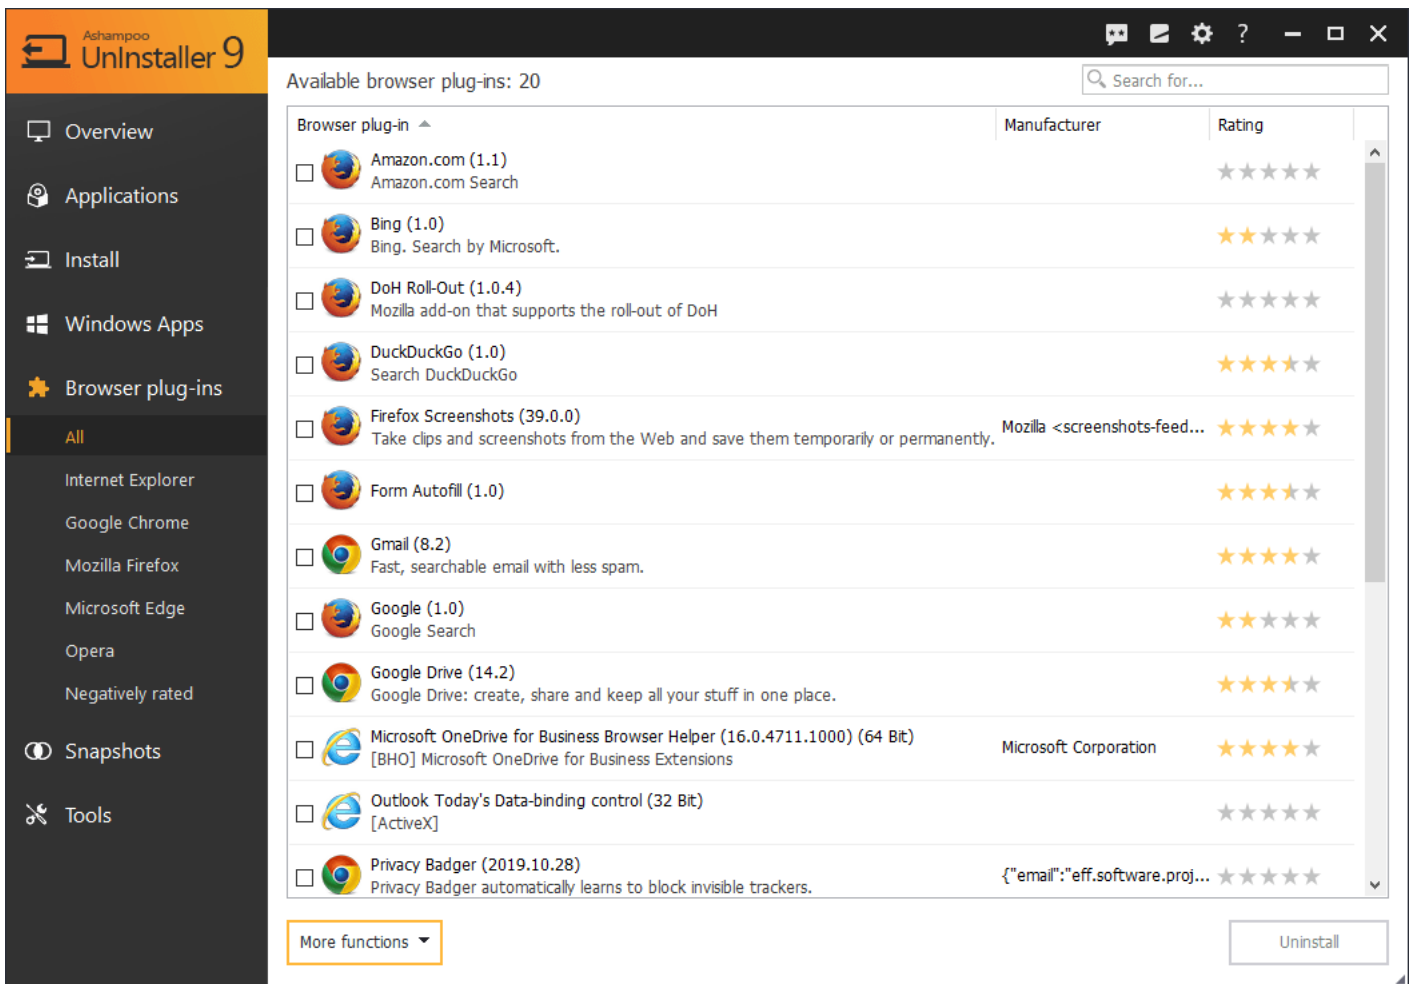 Ashampoo
UnInstaller 9
?
Available browser plug-ins: 20
Search for...
Overview
Applications
Install
Windows Apps
Browser plug-ins
All
Internet Explorer
Google Chrome
Mozilla Firefox
Microsoft Edge
Opera
Negatively rated
Snapshots
Tools
Browser plug-in Manufacturer Rating
Amazon.com (1.1)
Amazon.com Search
Bing (1.0)
Bing. Search by Microsoft.
DoH Roll-Out (1.0.4)
Mozilla add-on that supports the roll-out of DoH
DuckDuckGo (1.0)
Search DuckDuckGo
Firefox Screenshots (39.0.0)
Take clips and screenshots from the Web and save them temporarily or permanently.
Mozilla <screenshots-feed...
Form Autofill (1.0)
Gmail (8.2)
Fast, searchable email with less spam.
Google (1.0)
Google Search
Google Drive (14.2)
Google Drive: create, share and keep all your stuff in one place.
Microsoft OneDrive for Business Browser Helper (16.0.4711.1000) (64 Bit)
[BHO] Microsoft OneDrive for Business Extensions
Microsoft Corporation
Outlook Today's Data-binding control (32 Bit)
[ActiveX]
Privacy Badger (2019.10.28)
Privacy Badger automatically learns to block invisible trackers.
{"email":"eff.software.proj...
More functions
Uninstall